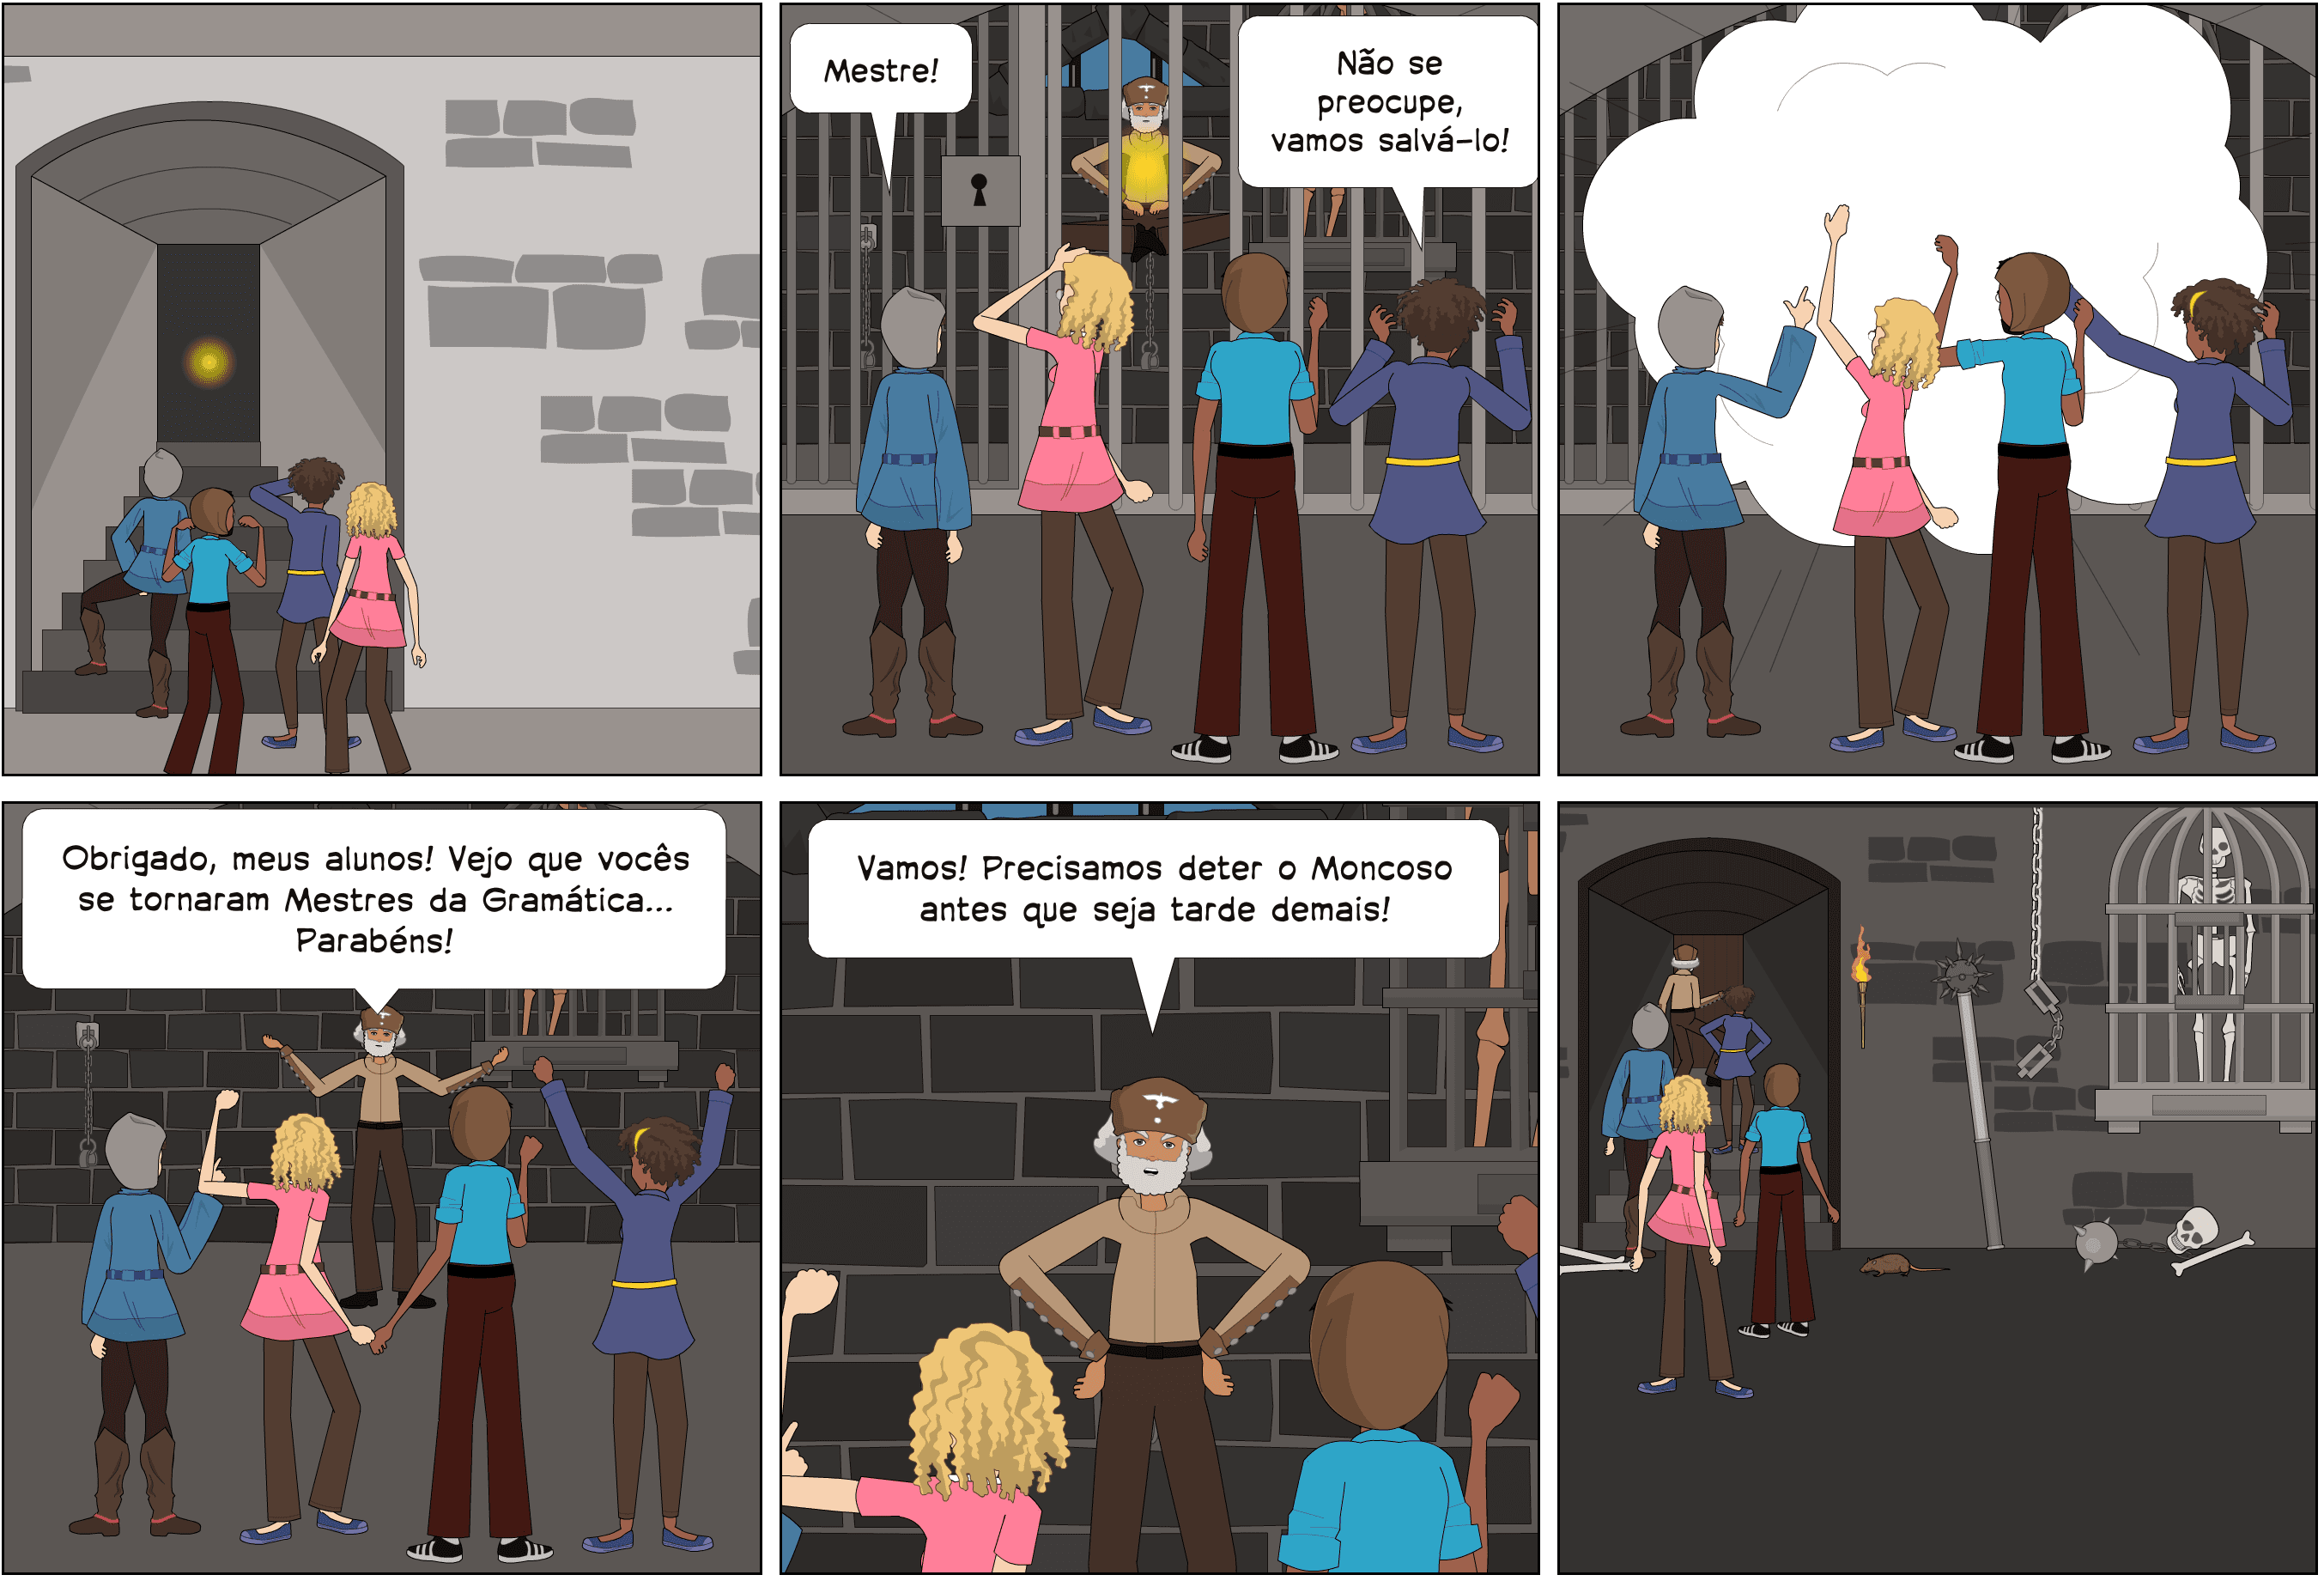 Mestre!
Não se
preocupe,
vamos salvá-lo!
Obrigado, meus alunos! Vejo que vocês
se tornaram Mestres da Gramática...
Parabéns!
Vamos! Precisamos deter o Moncoso
antes que seja tarde demais!